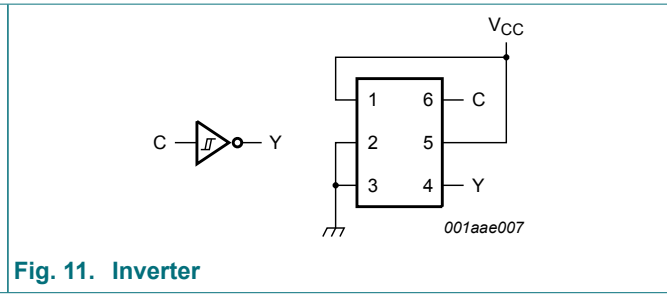 VCC
1 6 C
C Y 2 5
3 4 Y
001aae007
Fig. 11. Inverter